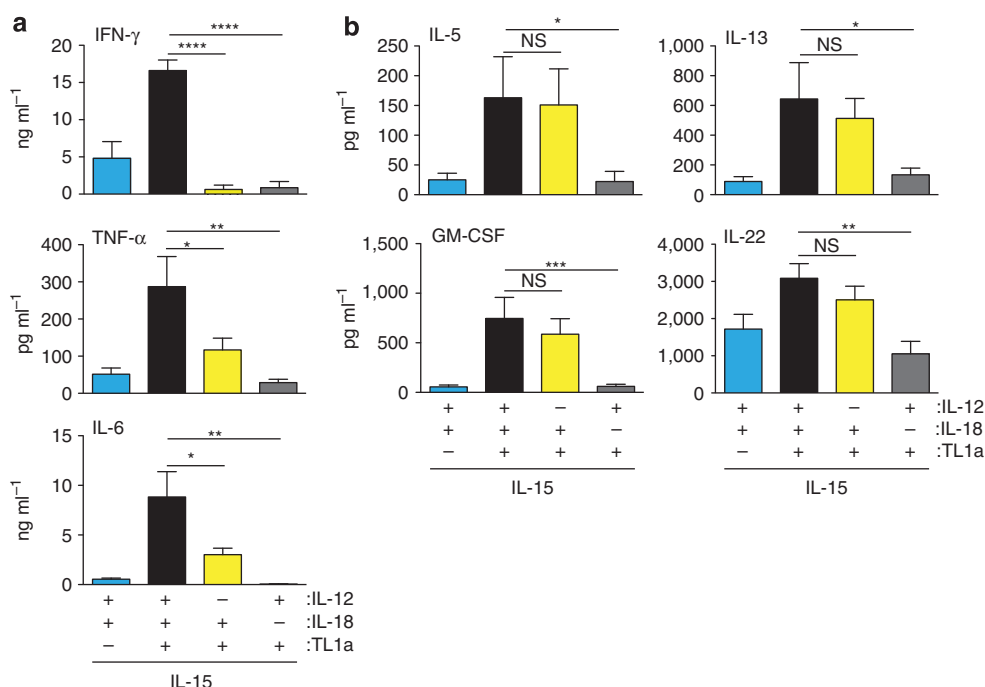 a
IFN-γ
****
****
20
15
10
5
0
ng ml⁻¹
TNF-α
**
*
400
300
200
100
0
pg ml⁻¹
IL-6
**
*
15
10
5
0
ng ml⁻¹
+ + – + :IL-12
+ + + – :IL-18
– + + + :TL1a
IL-15
b
IL-5
*
NS
250
200
150
100
50
0
pg ml⁻¹
IL-13
*
NS
1,000
800
600
400
200
0
GM-CSF
***
NS
1,500
1,000
500
0
pg ml⁻¹
IL-22
**
NS
4,000
3,000
2,000
1,000
0
+ + – + + + – + :IL-12
+ + + – + + + – :IL-18
– + + + – + + + :TL1a
IL-15 IL-15